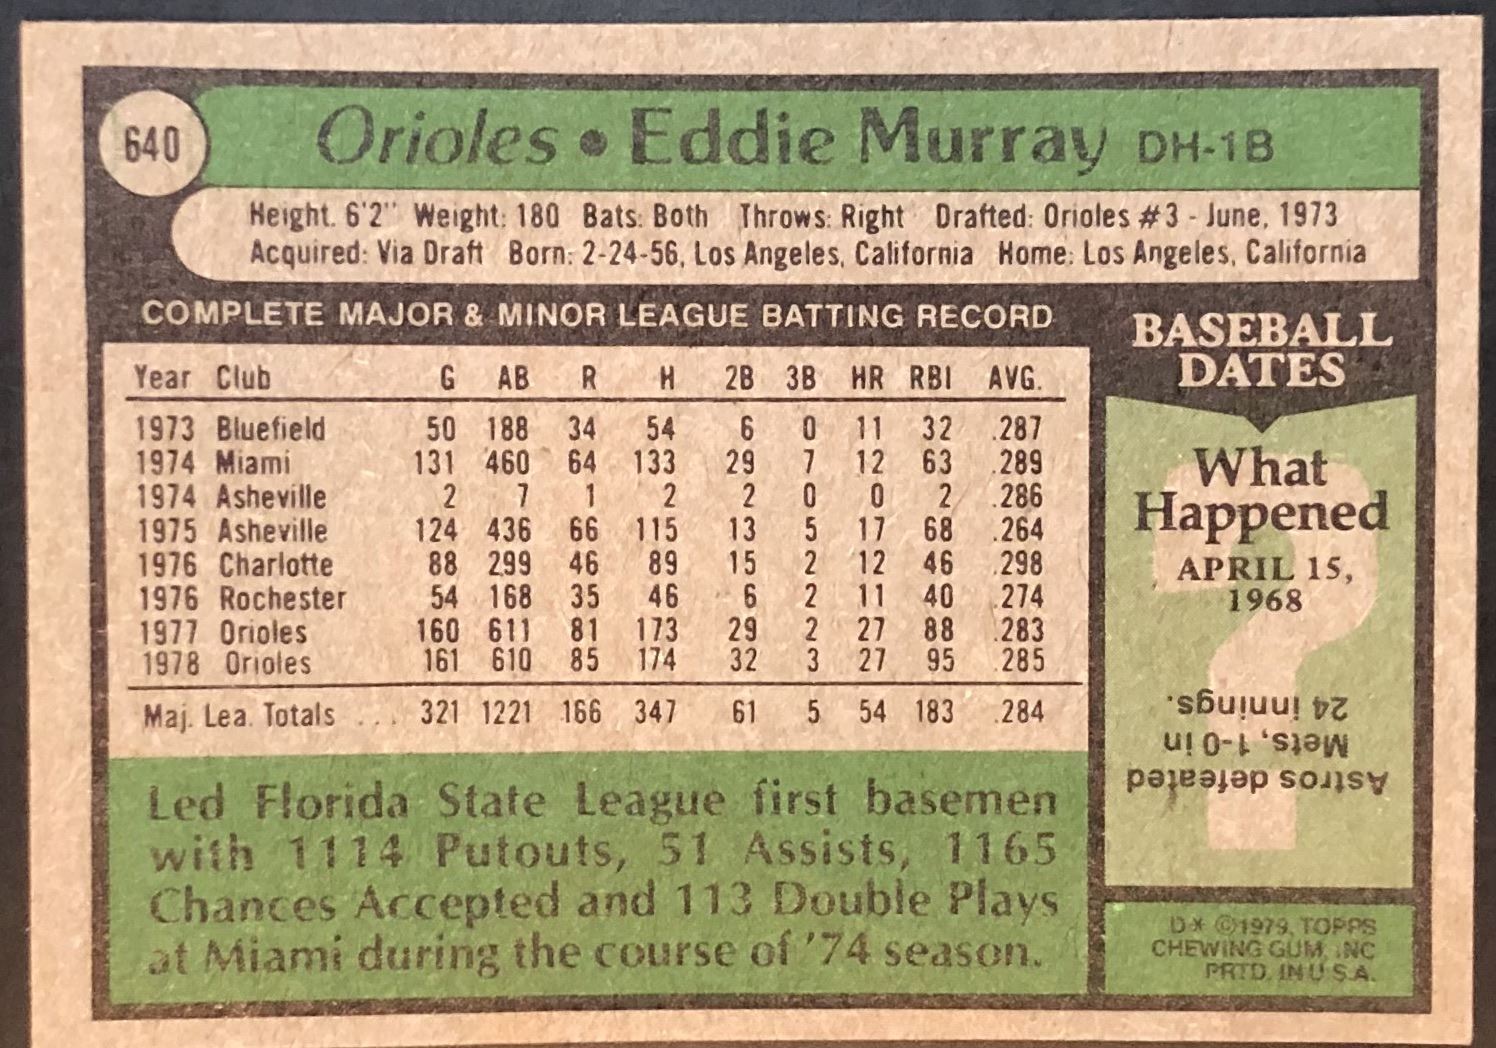 640
Orioles • Eddie Murray DH-1B
Height. 6'2" Weight: 180 Bats: Both Throws: Right Drafted: Orioles #3 - June, 1973
Acquired: Via Draft Born: 2-24-56, Los Angeles, California Home: Los Angeles, California
COMPLETE MAJOR & MINOR LEAGUE BATTING RECORD
Year Club G AB R H 2B 3B HR RBI AVG.
1973 Bluefield 50 188 34 54 6 0 11 32 .287
1974 Miami 131 460 64 133 29 7 12 63 .289
1974 Asheville 2 7 1 2 2 0 0 2 .286
1975 Asheville 124 436 66 115 13 5 17 68 .264
1976 Charlotte 88 299 46 89 15 2 12 46 .298
1976 Rochester 54 168 35 46 6 2 11 40 .274
1977 Orioles 160 611 81 173 29 2 27 88 .283
1978 Orioles 161 610 85 174 32 3 27 95 .285
Maj. Lea. Totals ... 321 1221 166 347 61 5 54 183 .284
Led Florida State League first basemen
with 1114 Putouts, 51 Assists, 1165
Chances Accepted and 113 Double Plays
at Miami during the course of '74 season.
BASEBALL
DATES
What
Happened
APRIL 15,
1968
Astros defeated
Mets, 1-0 in
24 innings.
D* ©1979, TOPPS
CHEWING GUM, INC
PRTD. IN U.S.A.